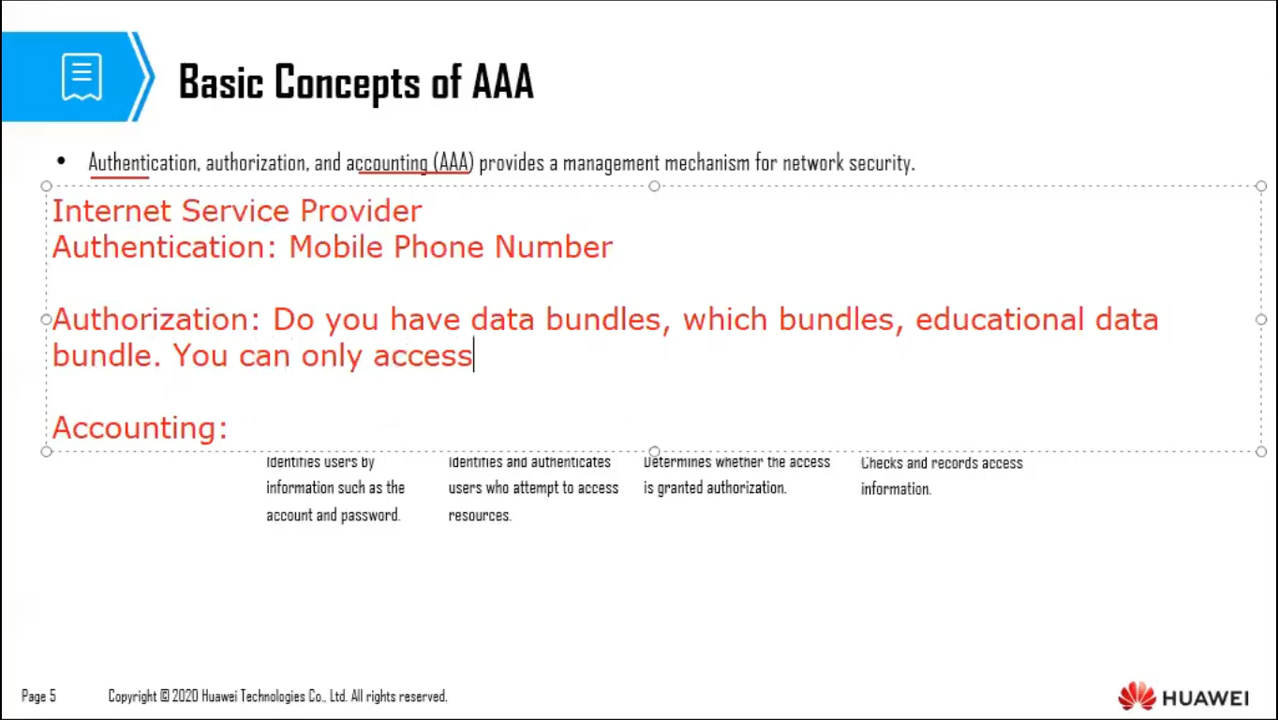 Basic Concepts of AAA
• Authentication, authorization, and accounting (AAA) provides a management mechanism for network security.
Internet Service Provider
Authentication: Mobile Phone Number
Authorization: Do you have data bundles, which bundles, educational data
bundle. You can only access
Accounting:
Identifies users by
information such as the
account and password.
Identifies and authenticates
users who attempt to access
resources.
Determines whether the access
is granted authorization.
Checks and records access
information.
Page 5
Copyright © 2020 Huawei Technologies Co., Ltd. All rights reserved.
HUAWEI